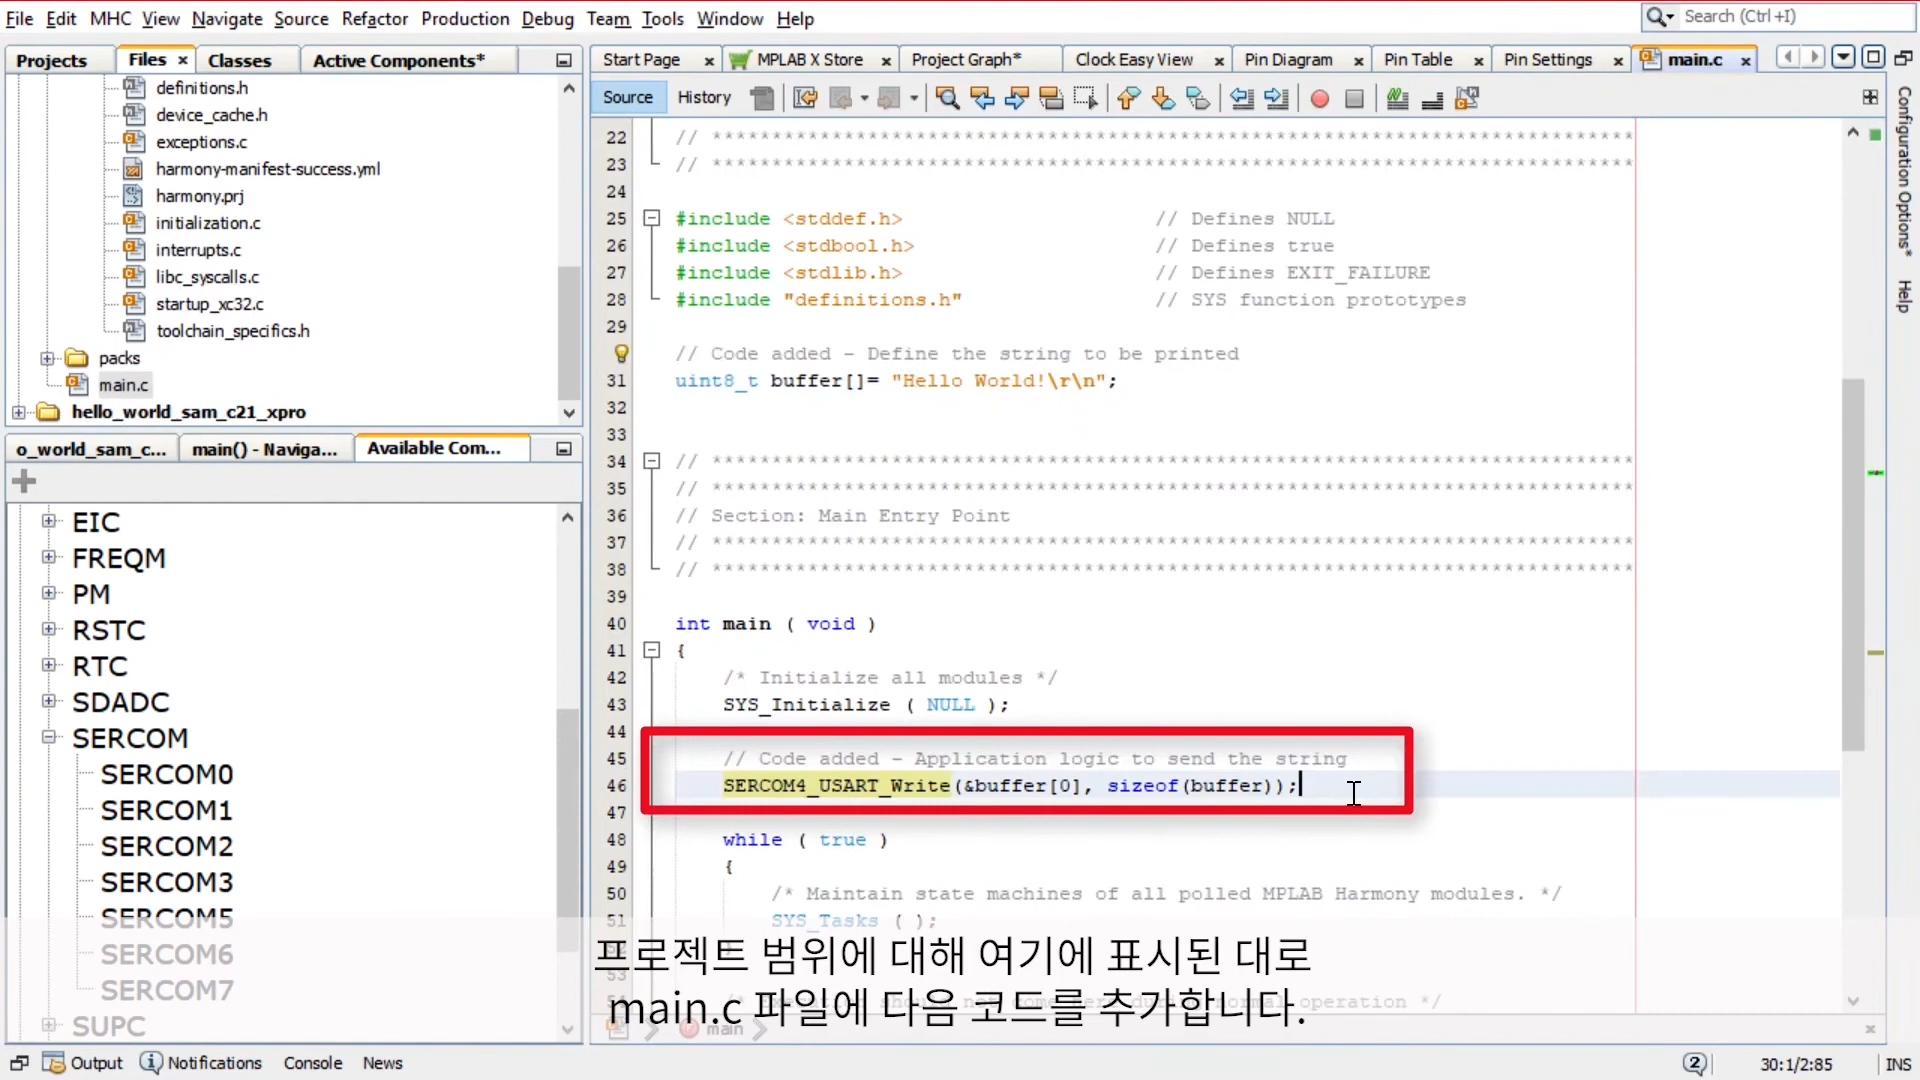 File Edit MHC View Navigate Source Refactor Production Debug Team Tools Window Help
Search (Ctrl+I)
Projects Files Classes Active Components*
definitions.h
device_cache.h
exceptions.c
harmony-manifest-success.yml
harmony.prj
initialization.c
interrupts.c
libc_syscalls.c
startup_xc32.c
toolchain_specifics.h
packs
main.c
hello_world_sam_c21_xpro
o_world_sam_c... main() - Naviga... Available Com...
EIC
FREQM
PM
RSTC
RTC
SDADC
SERCOM
SERCOM0
SERCOM1
SERCOM2
SERCOM3
SERCOM5
SERCOM6
SERCOM7
SUPC
Start Page MPLAB X Store Project Graph* Clock Easy View Pin Diagram Pin Table Pin Settings main.c
Source History
22 // *****************************************************************************
23 // *****************************************************************************
24
25 #include <stddef.h> // Defines NULL
26 #include <stdbool.h> // Defines true
27 #include <stdlib.h> // Defines EXIT_FAILURE
28 #include "definitions.h" // SYS function prototypes
29
// Code added - Define the string to be printed
31 uint8_t buffer[]= "Hello World!\r\n";
32
33
34 // *****************************************************************************
35 // *****************************************************************************
36 // Section: Main Entry Point
37 // *****************************************************************************
38 // *****************************************************************************
39
40 int main ( void )
41 {
42 /* Initialize all modules */
43 SYS_Initialize ( NULL );
44
45 // Code added - Application logic to send the string
46 SERCOM4_USART_Write(&buffer[0], sizeof(buffer));
47
48 while ( true )
49 {
50 /* Maintain state machines of all polled MPLAB Harmony modules. */
51 SYS_Tasks ( );
53
operation */
main
프로젝트 범위에 대해 여기에 표시된 대로
main.c 파일에 다음 코드를 추가합니다.
Configuration Options*
Help
Output Notifications Console News
2 30:1/2:85 INS